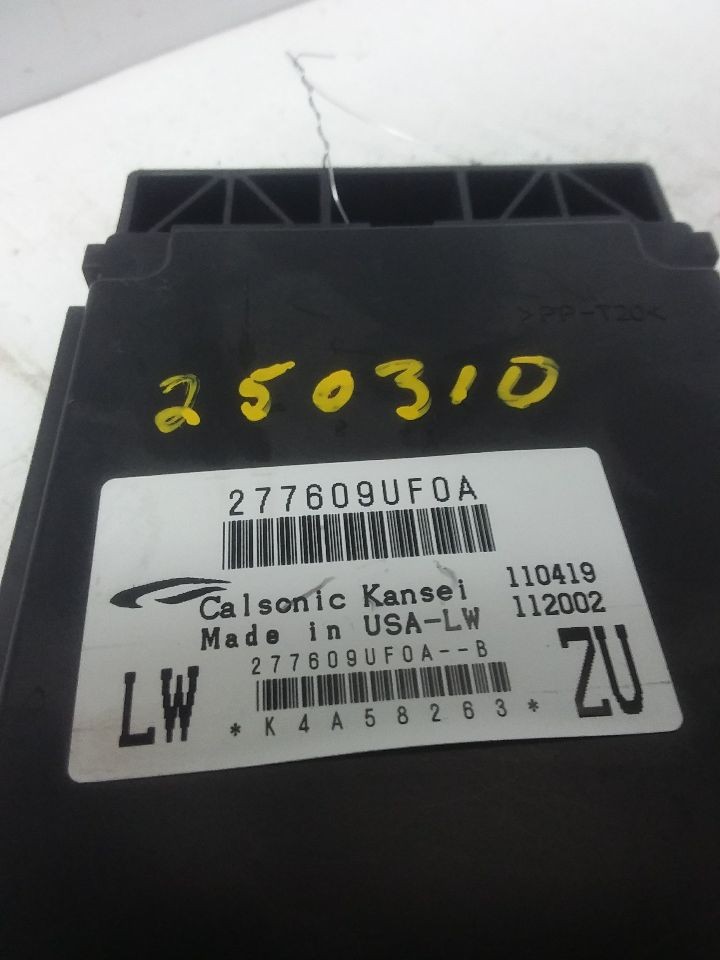 >PP-T20<
250310
277609UF0A
Calsonic Kansei 110419
Made in USA-LW 112002
277609UF0A--B
LW ZU
*K4A58263*